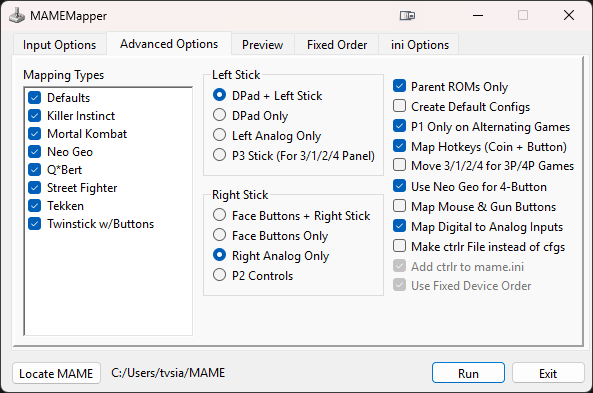 MAMEMapper
Input Options Advanced Options Preview Fixed Order ini Options
Mapping Types
Defaults
Killer Instinct
Mortal Kombat
Neo Geo
Q*Bert
Street Fighter
Tekken
Twinstick w/Buttons
Left Stick
DPad + Left Stick
DPad Only
Left Analog Only
P3 Stick (For 3/1/2/4 Panel)
Right Stick
Face Buttons + Right Stick
Face Buttons Only
Right Analog Only
P2 Controls
Parent ROMs Only
Create Default Configs
P1 Only on Alternating Games
Map Hotkeys (Coin + Button)
Move 3/1/2/4 for 3P/4P Games
Use Neo Geo for 4-Button
Map Mouse & Gun Buttons
Map Digital to Analog Inputs
Make ctrlr File instead of cfgs
Add ctrlr to mame.ini
Use Fixed Device Order
Locate MAME C:/Users/tvsia/MAME Run Exit